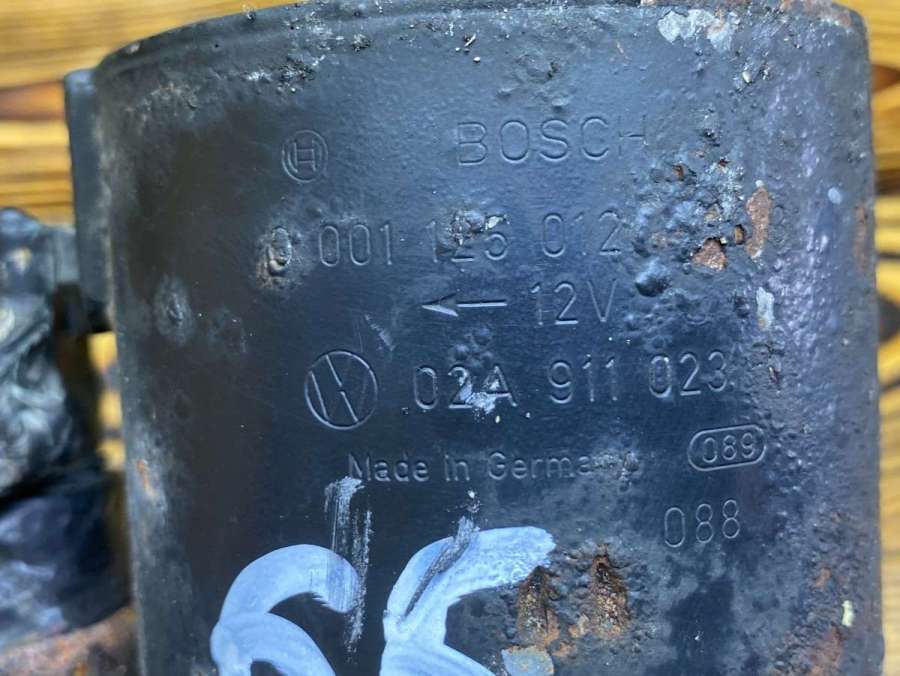 BOSCH
0 001 125 012
← 12V
02A 911 023
Made in Germany
089
088